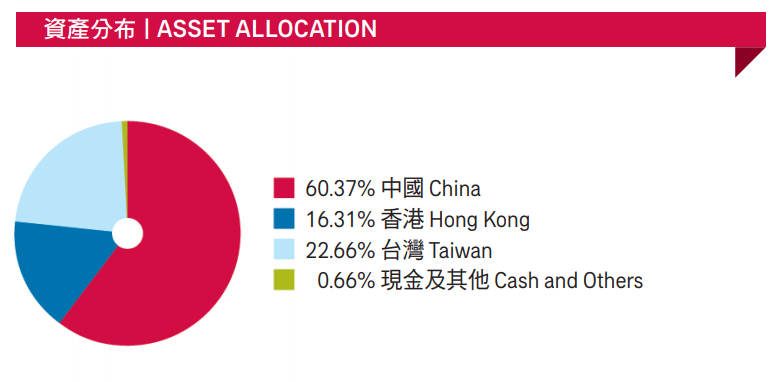 資產分布 | ASSET ALLOCATION
60.37% 中國 China
16.31% 香港 Hong Kong
22.66% 台灣 Taiwan
0.66% 現金及其他 Cash and Others